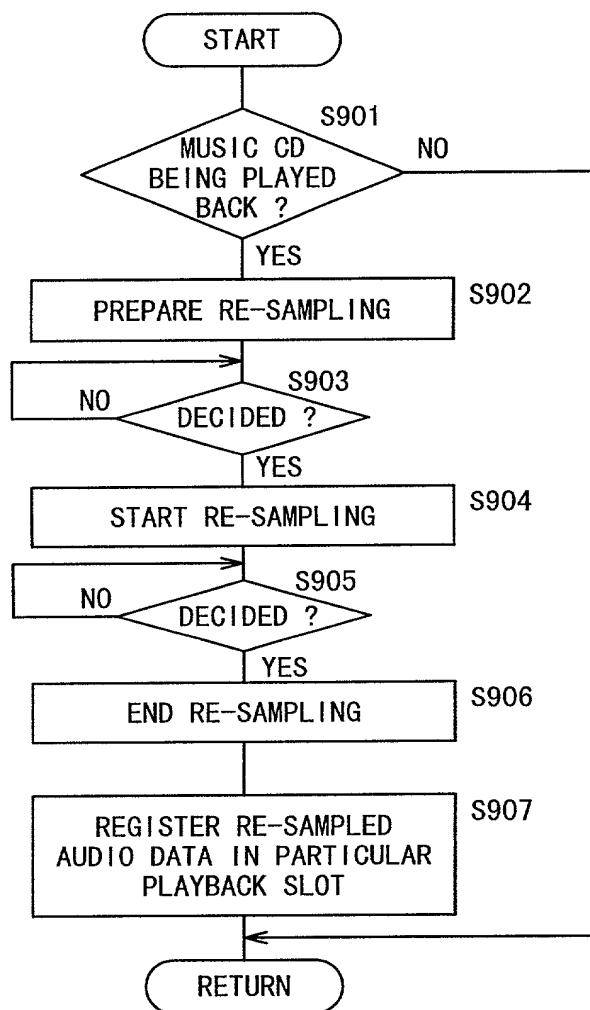 START
S901
MUSIC CD
BEING PLAYED
BACK ?
NO
YES
PREPARE RE-SAMPLING
S902
S903
NO
DECIDED ?
YES
START RE-SAMPLING
S904
S905
NO
DECIDED ?
YES
END RE-SAMPLING
S906
REGISTER RE-SAMPLED
AUDIO DATA IN PARTICULAR
PLAYBACK SLOT
S907
RETURN